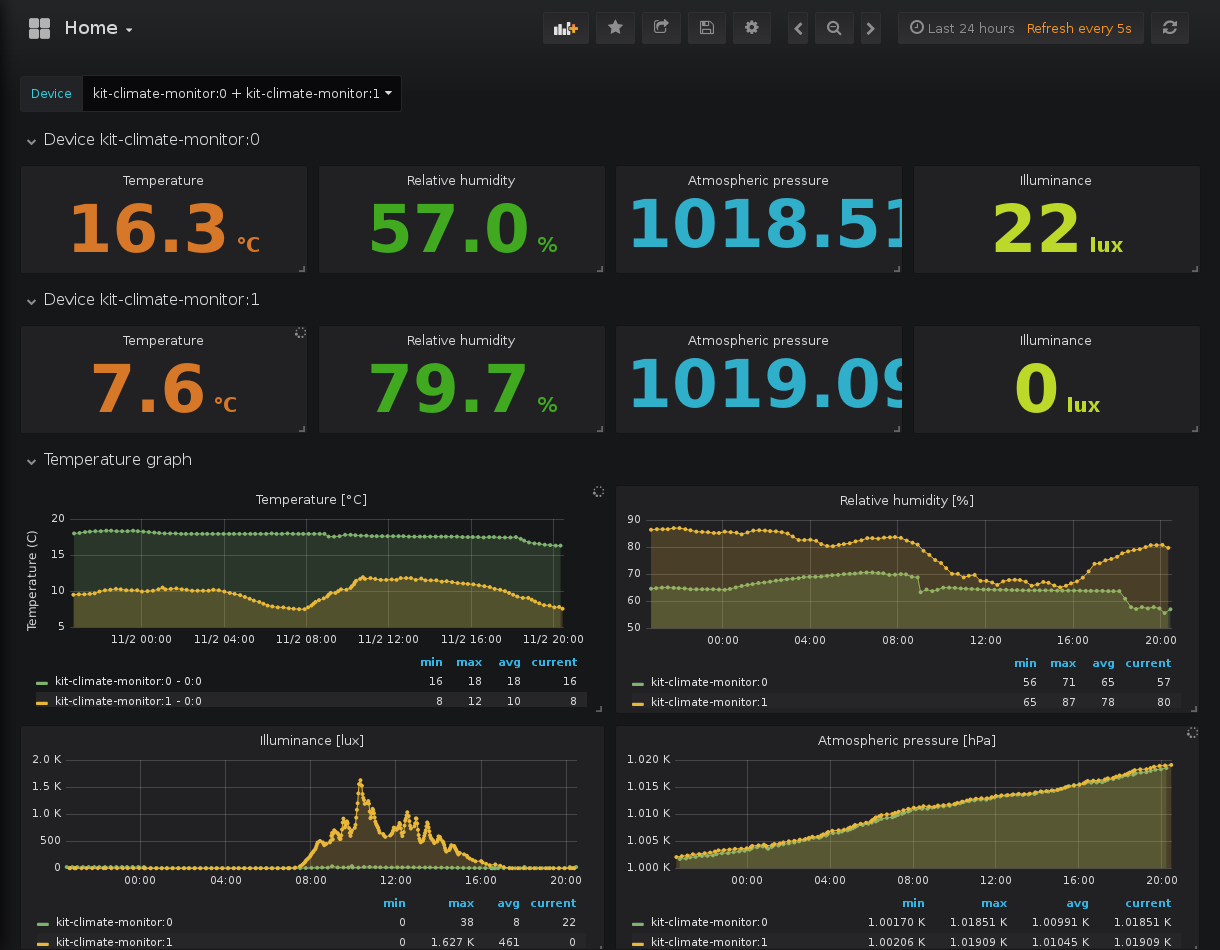 Home
Last 24 hours Refresh every 5s
Device kit-climate-monitor:0 + kit-climate-monitor:1
Device kit-climate-monitor:0
Temperature Relative humidity Atmospheric pressure Illuminance
16.3 °C 57.0 % 1018.51 22 lux
Device kit-climate-monitor:1
Temperature Relative humidity Atmospheric pressure Illuminance
7.6 °C 79.7 % 1019.09 0 lux
Temperature graph
Temperature [°C]
Temperature (C)
20
15
10
5
11/2 00:00 11/2 04:00 11/2 08:00 11/2 12:00 11/2 16:00 11/2 20:00
min max avg current
kit-climate-monitor:0 - 0:0 16 18 18 16
kit-climate-monitor:1 - 0:0 8 12 10 8
Relative humidity [%]
90
80
70
60
50
00:00 04:00 08:00 12:00 16:00 20:00
min max avg current
kit-climate-monitor:0 56 71 65 57
kit-climate-monitor:1 65 87 78 80
Illuminance [lux]
2.0 K
1.5 K
1.0 K
500
0
00:00 04:00 08:00 12:00 16:00 20:00
min max avg current
kit-climate-monitor:0 0 38 8 22
kit-climate-monitor:1 0 1.627 K 461 0
Atmospheric pressure [hPa]
1.020 K
1.015 K
1.010 K
1.005 K
1.000 K
00:00 04:00 08:00 12:00 16:00 20:00
min max avg current
kit-climate-monitor:0 1.00170 K 1.01851 K 1.00991 K 1.01851 K
kit-climate-monitor:1 1.00206 K 1.01909 K 1.01045 K 1.01909 K